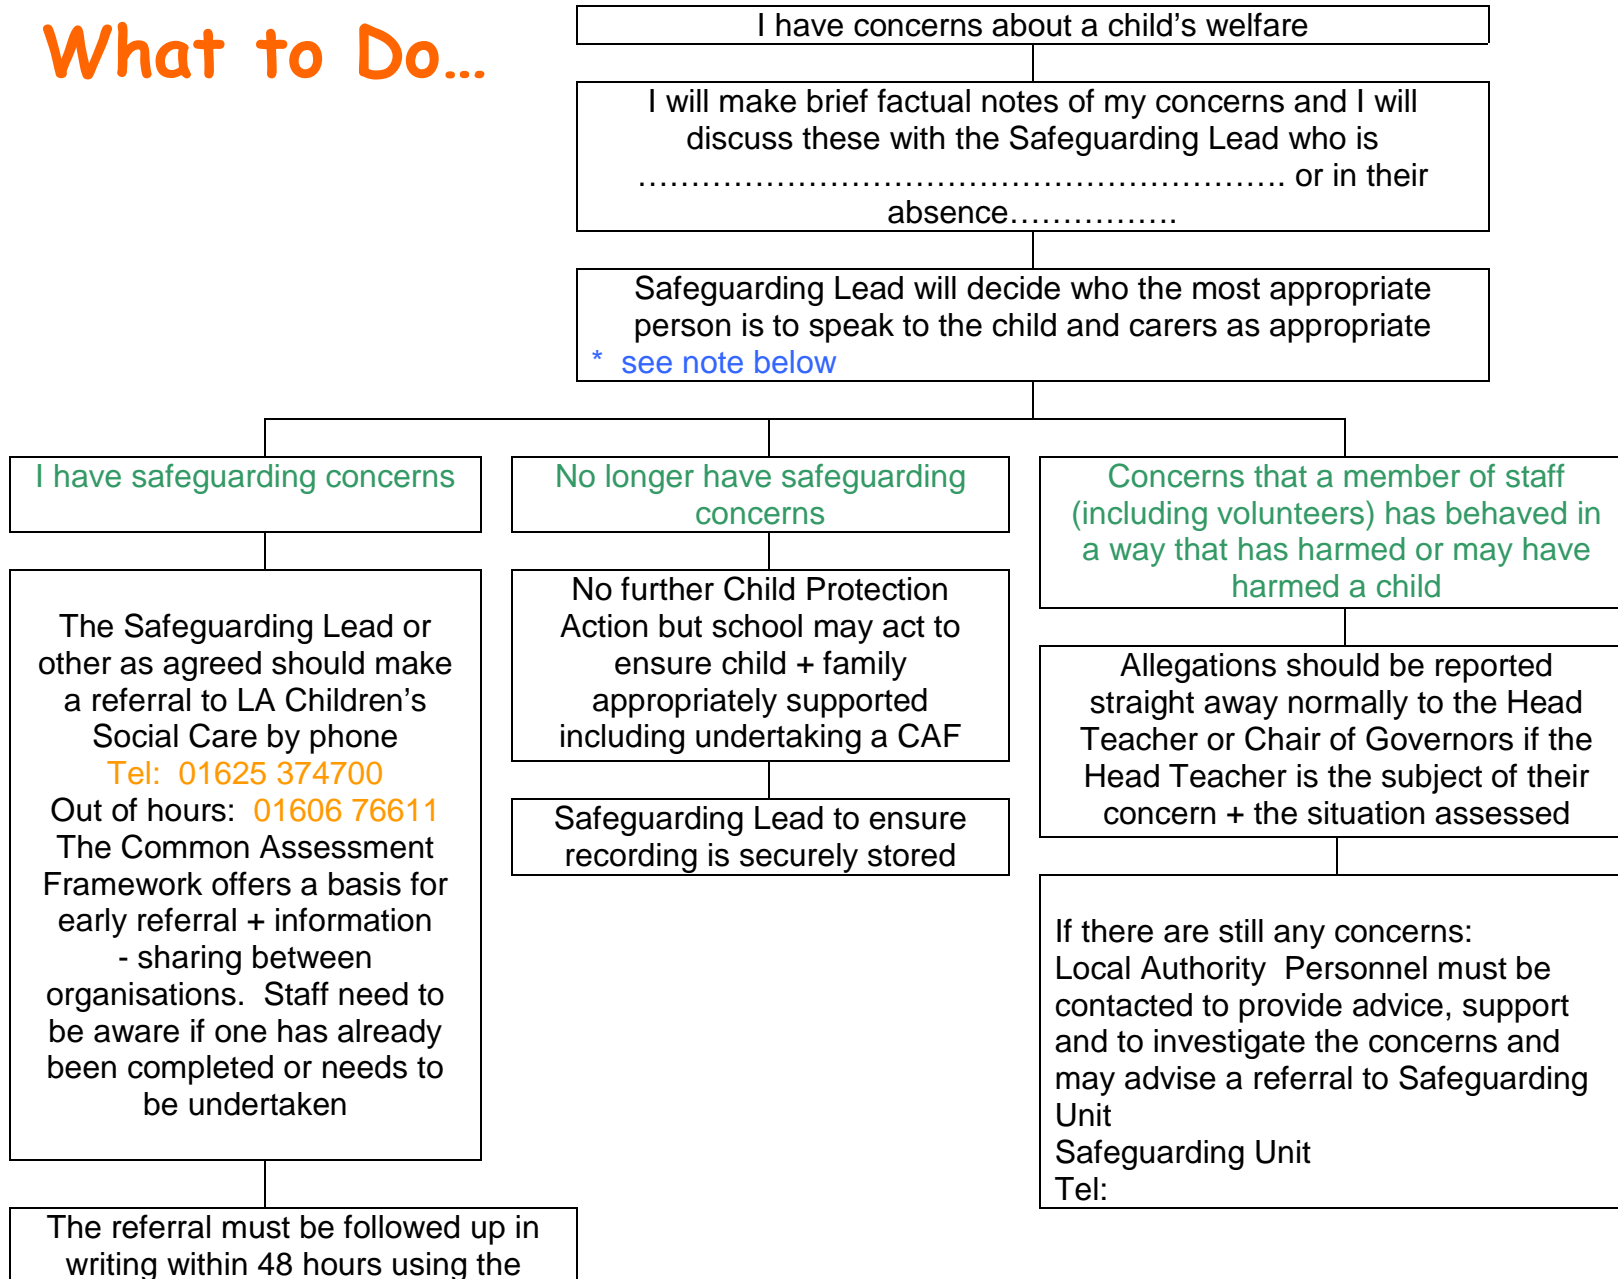 What to Do...
I have concerns about a child's welfare
I will make brief factual notes of my concerns and I will
discuss these with the Safeguarding Lead who is
……………………………………………………. or in their
absence…………….
Safeguarding Lead will decide who the most appropriate
person is to speak to the child and carers as appropriate
* see note below
I have safeguarding concerns
The Safeguarding Lead or
other as agreed should make
a referral to LA Children's
Social Care by phone
Tel: 01625 374700
Out of hours: 01606 76611
The Common Assessment
Framework offers a basis for
early referral + information
- sharing between
organisations. Staff need to
be aware if one has already
been completed or needs to
be undertaken
The referral must be followed up in
writing within 48 hours using the
No longer have safeguarding
concerns
No further Child Protection
Action but school may act to
ensure child + family
appropriately supported
including undertaking a CAF
Safeguarding Lead to ensure
recording is securely stored
Concerns that a member of staff
(including volunteers) has behaved in
a way that has harmed or may have
harmed a child
Allegations should be reported
straight away normally to the Head
Teacher or Chair of Governors if the
Head Teacher is the subject of their
concern + the situation assessed
If there are still any concerns:
Local Authority Personnel must be
contacted to provide advice, support
and to investigate the concerns and
may advise a referral to Safeguarding
Unit
Safeguarding Unit
Tel: